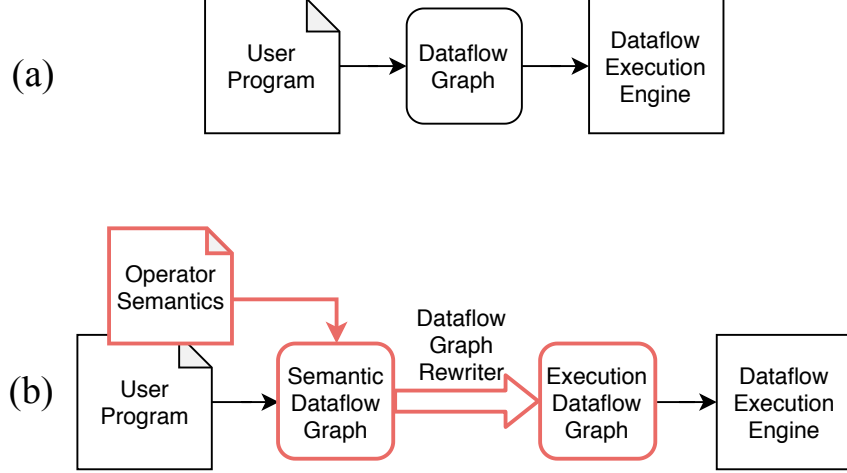 (a)
User
Program
Dataflow
Graph
Dataflow
Execution
Engine
(b)
Operator
Semantics
User
Program
Semantic
Dataflow
Graph
Dataflow
Graph
Rewriter
Execution
Dataflow
Graph
Dataflow
Execution
Engine